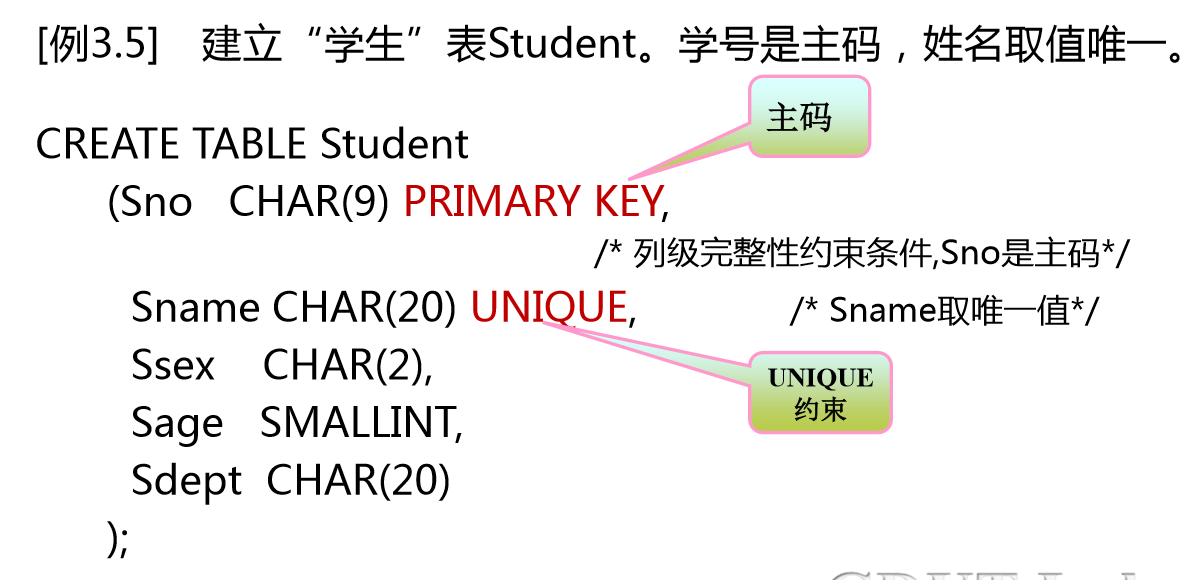 [例3.5] 建立“学生”表Student。学号是主码，姓名取值唯一。
主码
CREATE TABLE Student
(Sno CHAR(9) PRIMARY KEY,
/* 列级完整性约束条件,Sno是主码*/
Sname CHAR(20) UNIQUE, /* Sname取唯一值*/
Ssex CHAR(2),
UNIQUE
约束
Sage SMALLINT,
Sdept CHAR(20)
);